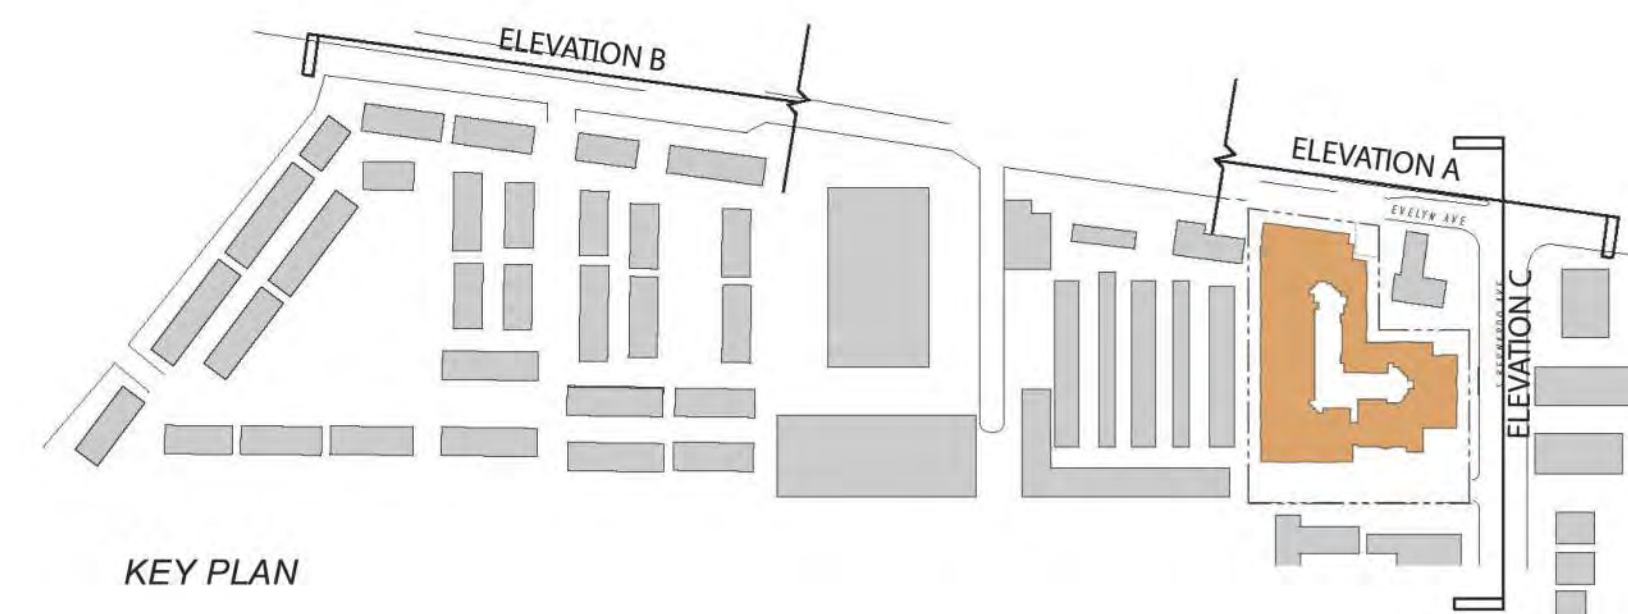 ELEVATION B
ELEVATION A
EVELYN AVE
ELEVATION C
KEY PLAN